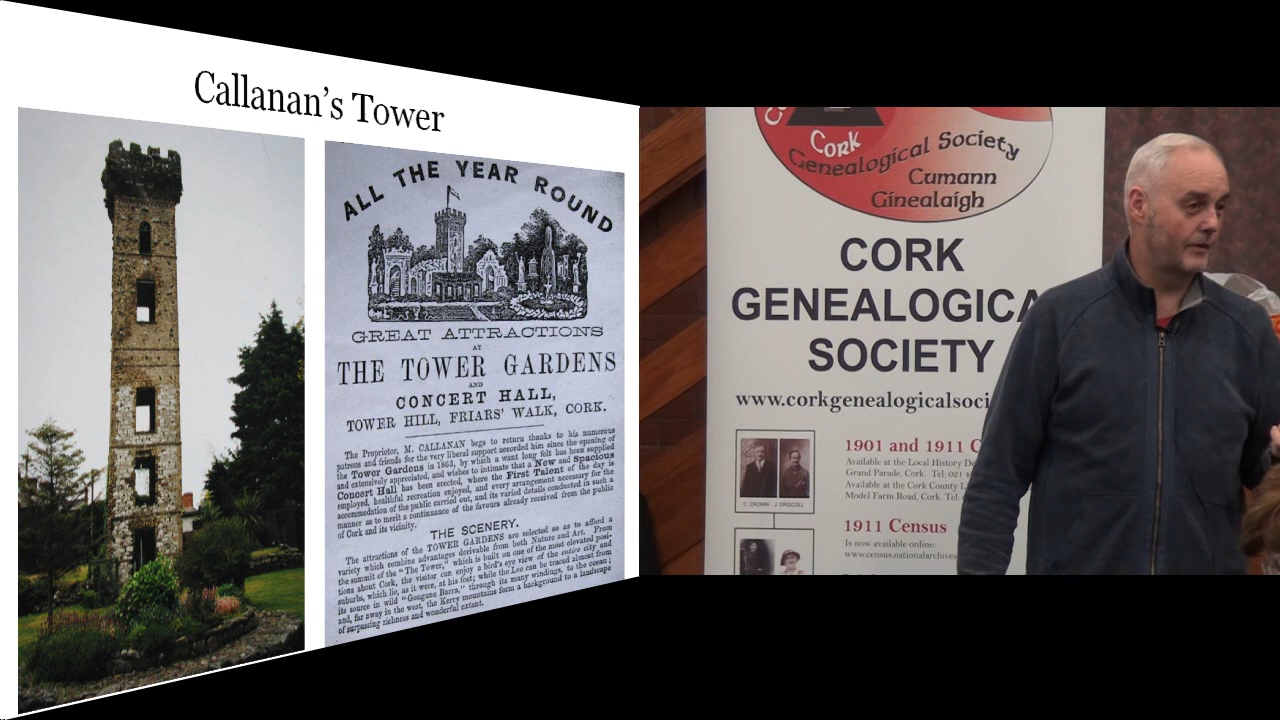 Callanan's Tower
ALL THE YEAR ROUND
GREAT ATTRACTIONS
AT
THE TOWER GARDENS
AND
CONCERT HALL,
TOWER HILL, FRIARS' WALK, CORK.
The Proprietor, M. CALLANAN begs to return thanks to his numerous
patrons and friends for the very liberal support accorded him since the opening of
the Tower Gardens in 1865, by which a want long felt has been supplied
and extensively appreciated, and wishes to intimate that a New and Spacious
Concert Hall has been erected, where the First Talent of the day is
employed, healthful recreation enjoyed, and every arrangement necessary for the
accommodation of the public carried out, and its varied details conducted in such a
manner as to merit a continuance of the favours already received from the public
of Cork and its vicinity.
THE SCENERY.
The attractions of the TOWER GARDENS are selected so as to afford a
variety which combine advantages derivable from both Nature and Art. From
the summit of the "The Tower," which is built on one of the most elevated posi-
tions about Cork, the visitor can enjoy a bird's eye view of the entire city and
suburbs, which lie, as it were, at his feet; while the Lee can be traced almost from
its source in wild "Gougane Barra," through its many windings, to the ocean;
and, far away in the west, the Kerry mountains form a background to a landscape
of surpassing richness and wonderful extent.
Cork
Genealogical Society
Cumann
Ginealaigh
CORK
GENEALOGICA
SOCIETY
www.corkgenealogicalsoci
1901 and 1911 C
Available at the Local History De
Grand Parade, Cork. Tel: 021 4
Available at the Cork County L
Model Farm Road, Cork. Tel:
C. CRONIN J. DRISCOLL
1911 Census
Is now available online:
www.census.nationalarchives